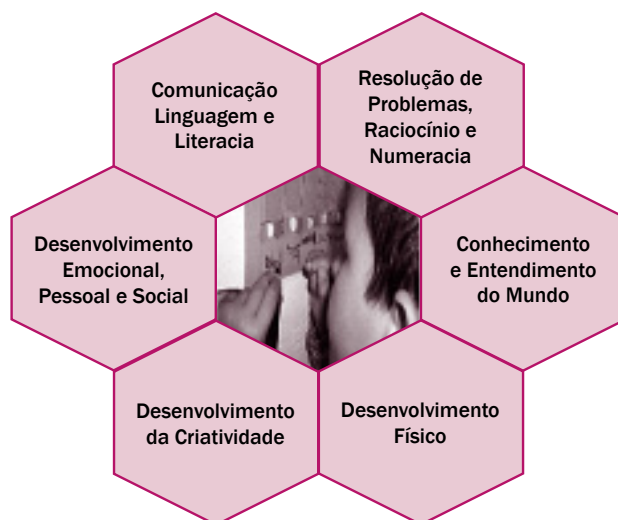 Comunicação
Linguagem e
Literacia
Resolução de
Problemas,
Raciocínio e
Numeracia
Desenvolvimento
Emocional,
Pessoal e Social
Conhecimento
e Entendimento
do Mundo
Desenvolvimento
da Criatividade
Desenvolvimento
Físico